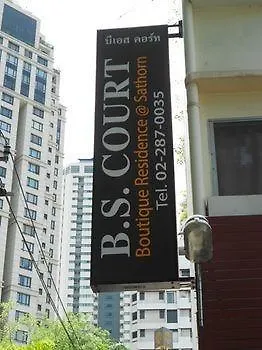 บีเอส คอร์ท
B.S. COURT
Boutique Residence @ Sathorn
Tel. 02-287-0035